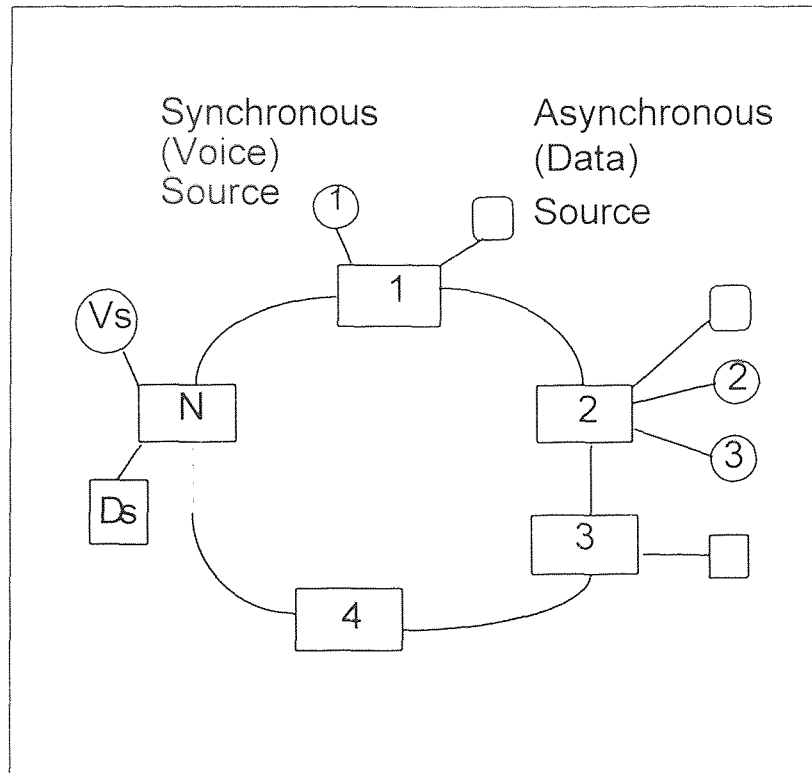 Synchronous
(Voice)
Source
Asynchronous
(Data)
Source
1
1
Vs
N
2
2
3
Ds
3
4